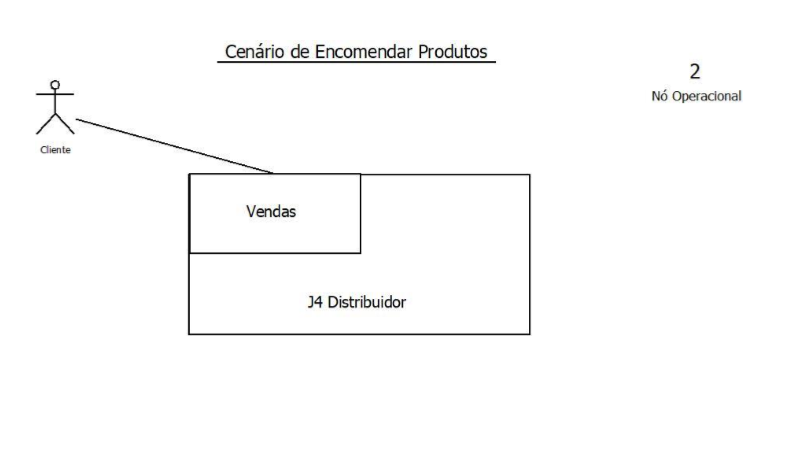 Cenário de Encomendar Produtos
2
Nó Operacional
Cliente
Vendas
J4 Distribuidor